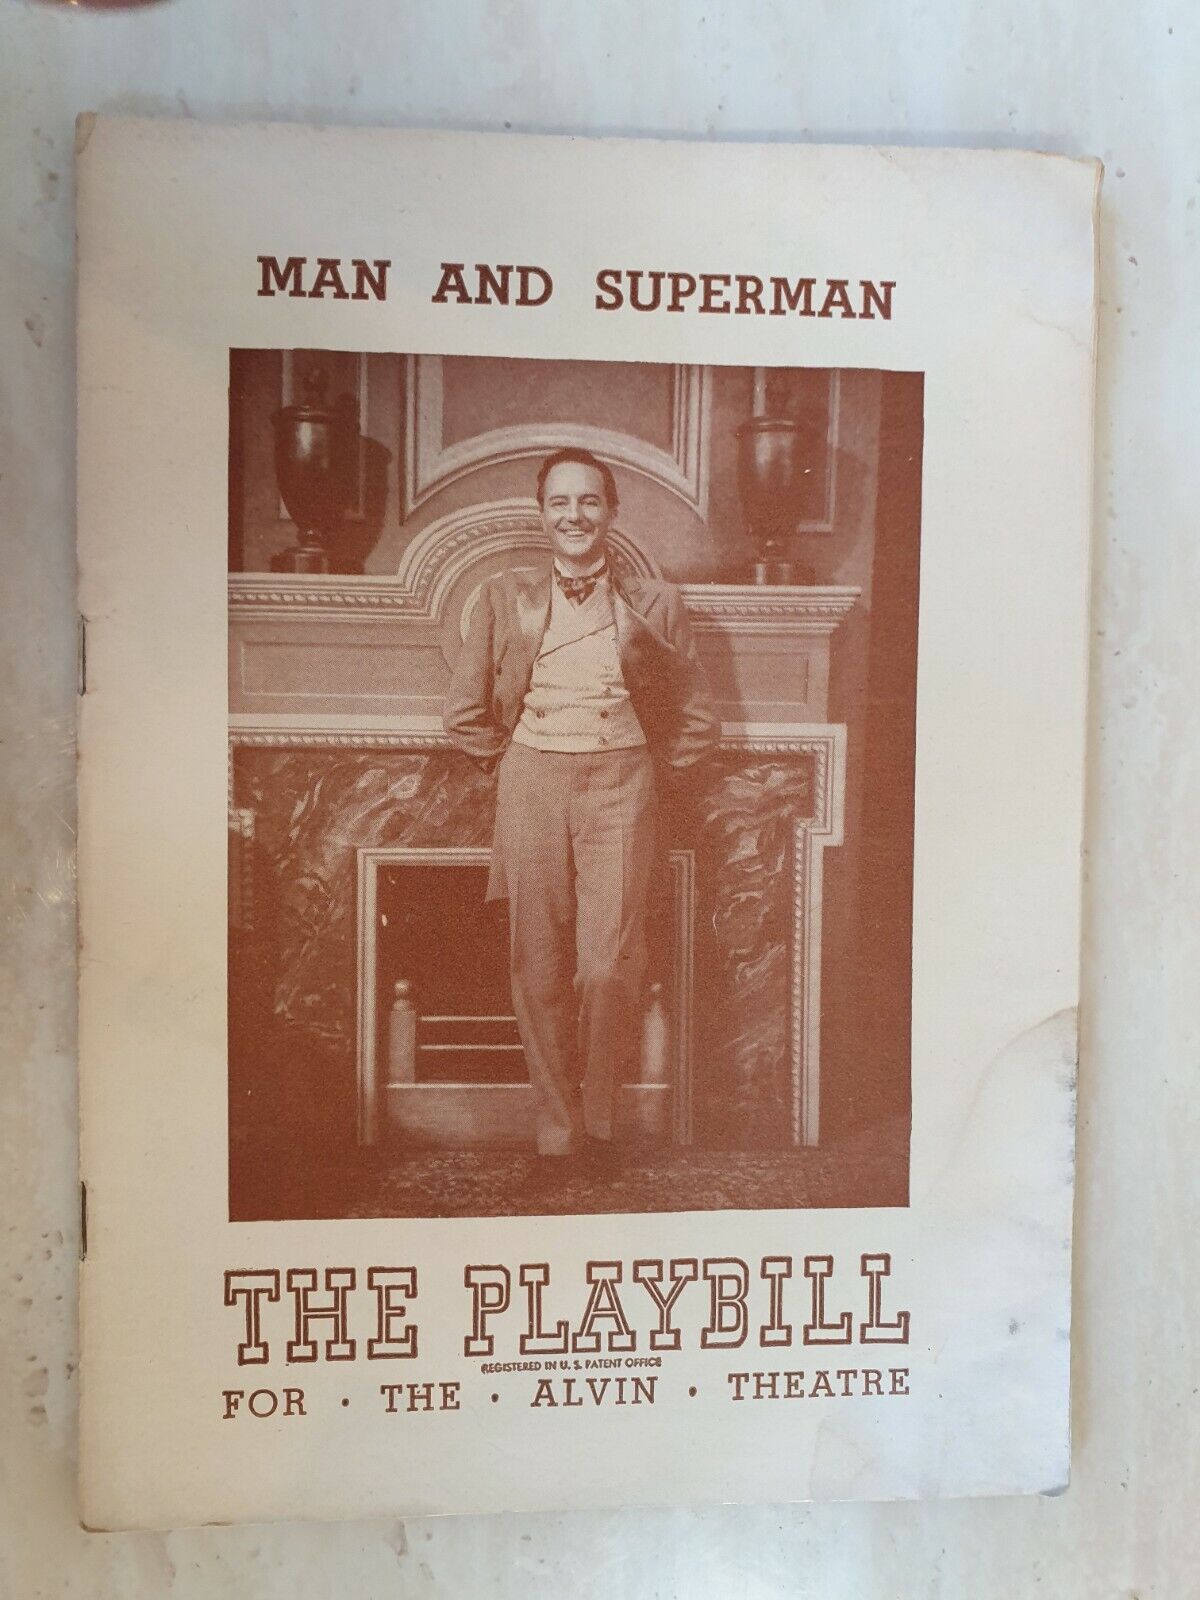 MAN AND SUPERMAN
THE PLAYBILL
REGISTERED IN U. S. PATENT OFFICE
FOR · THE · ALVIN · THEATRE